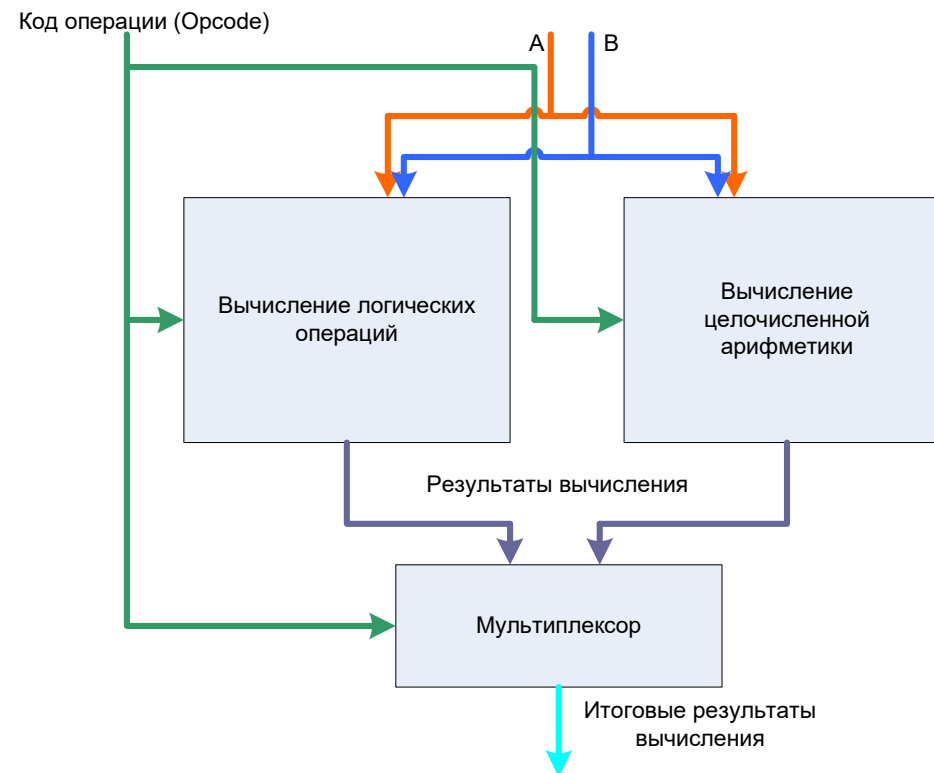 Код операции (Opcode)
A
B
Вычисление логических
операций
Вычисление
целочисленной
арифметики
Результаты вычисления
Мультиплексор
Итоговые результаты
вычисления